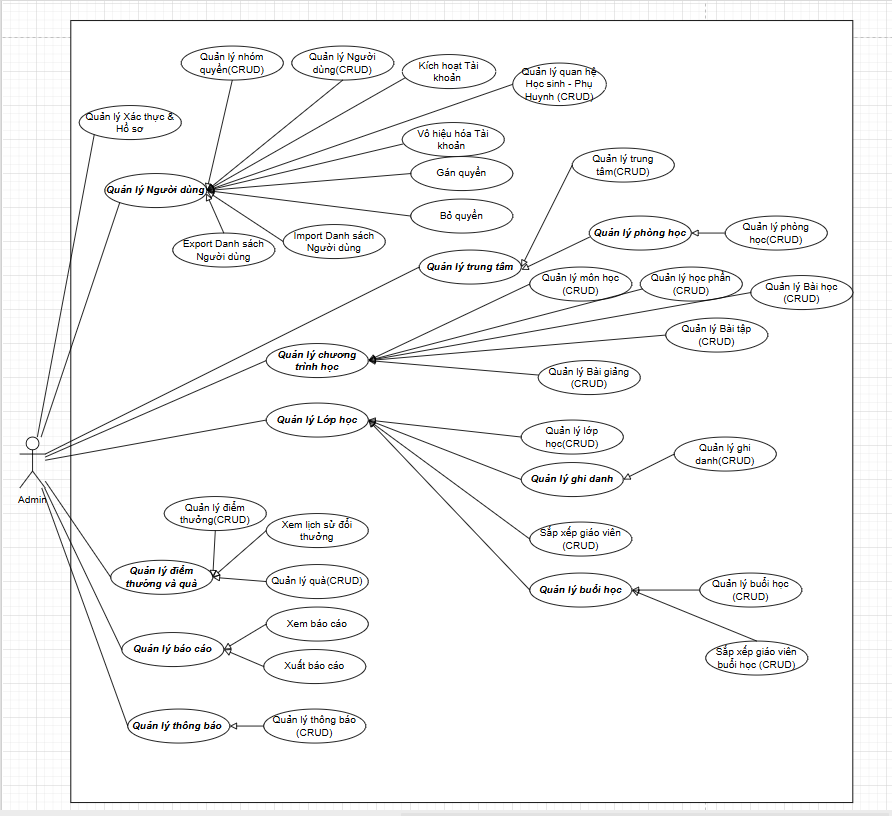 Quản lý nhóm
quyền(CRUD)
Quản lý Người
dùng(CRUD)
Kích hoạt Tài
khoản
Quản lý quan hệ
Học sinh - Phụ
Huynh (CRUD)
Quản lý Xác thực &
Hồ sơ
Vô hiệu hóa Tài
khoản
Gán quyền
Quản lý Người dùng
Bỏ quyền
Export Danh sách
Người dùng
Import Danh sách
Người dùng
Quản lý trung
tâm(CRUD)
Quản lý phòng học
Quản lý phòng
học(CRUD)
Quản lý trung tâm
Quản lý môn học
(CRUD)
Quản lý học phần
(CRUD)
Quản lý Bài học
(CRUD)
Quản lý Bài tập
(CRUD)
Quản lý chương
trình học
Quản lý Bài giảng
(CRUD)
Quản lý Lớp học
Quản lý lớp
học(CRUD)
Quản lý ghi
danh(CRUD)
Quản lý ghi danh
Admin
Quản lý điểm
thưởng(CRUD)
Xem lịch sử đổi
thưởng
Sắp xếp giáo viên
(CRUD)
Quản lý điểm
thưởng và quà
Quản lý quà(CRUD)
Quản lý buổi học
Quản lý buổi học
(CRUD)
Xem báo cáo
Quản lý báo cáo
Xuất báo cáo
Sắp xếp giáo viên
buổi học (CRUD)
Quản lý thông báo
Quản lý thông báo
(CRUD)